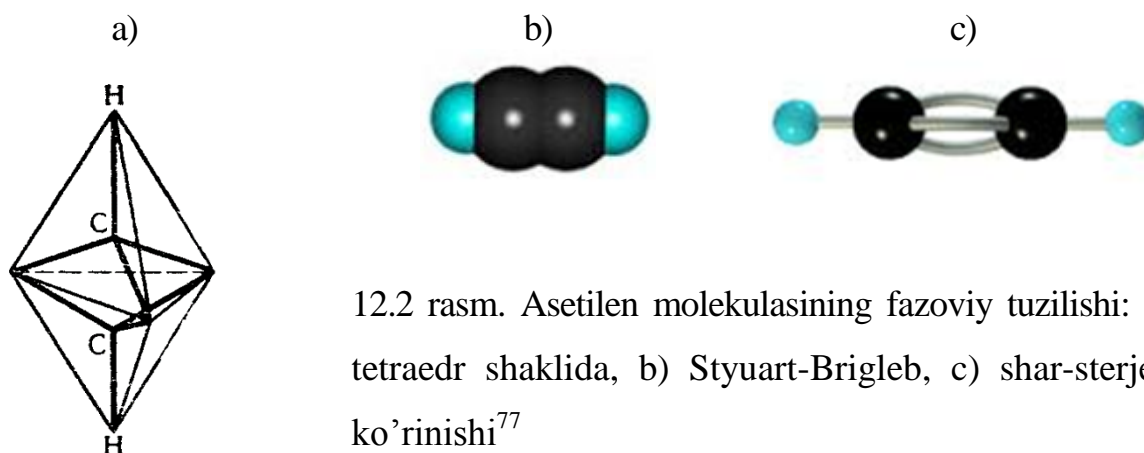 a) b) c)
H
C
C
H
12.2 rasm. Asetilen molekulasining fazoviy tuzilishi:
tetraedr shaklida, b) Styuart-Brigleb, c) shar-sterje
ko’rinishi77